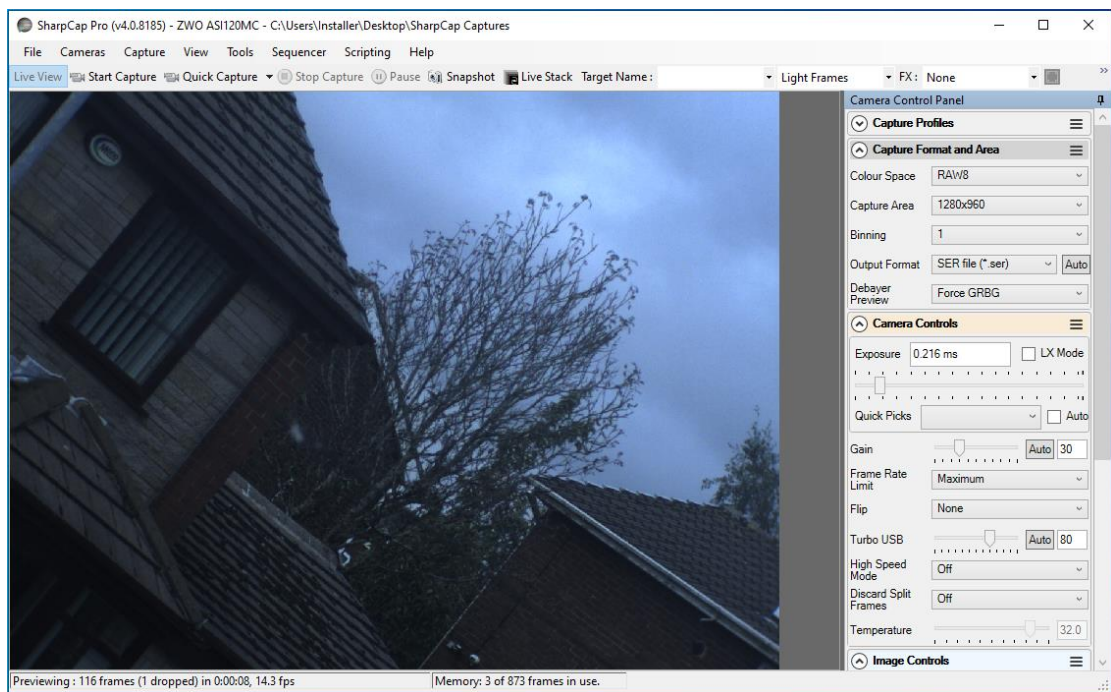 SharpCap Pro (v4.0.8185) - ZWO ASI120MC - C:\Users\Installer\Desktop\SharpCap Captures
File Cameras Capture View Tools Sequencer Scripting Help
Live View Start Capture Quick Capture Stop Capture Pause Snapshot Live Stack Target Name : Light Frames FX : None »
Camera Control Panel
Capture Profiles
Capture Format and Area
Colour Space RAW8
Capture Area 1280x960
Binning 1
Output Format SER file (*.ser) Auto
Debayer
Preview Force GRBG
Camera Controls
Exposure 0.216 ms LX Mode
Quick Picks Auto
Gain Auto 30
Frame Rate
Limit Maximum
Flip None
Turbo USB Auto 80
High Speed
Mode Off
Discard Split
Frames Off
Temperature 32.0
Image Controls
Previewing : 116 frames (1 dropped) in 0:00:08, 14.3 fps Memory: 3 of 873 frames in use.